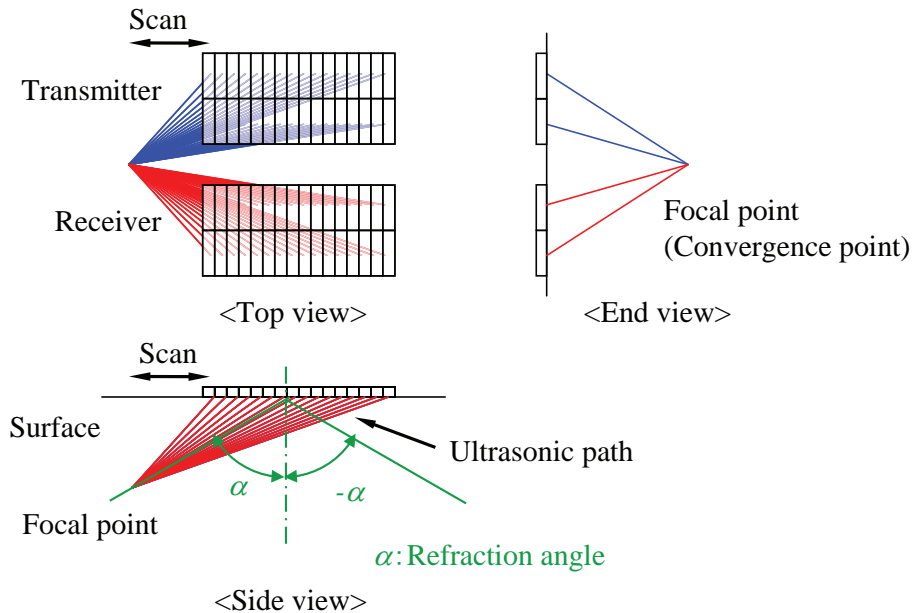 Scan
Transmitter
Receiver
<Top view>
Focal point
(Convergence point)
<End view>
Scan
Surface
Ultrasonic path
α
-α
Focal point
α: Refraction angle
<Side view>